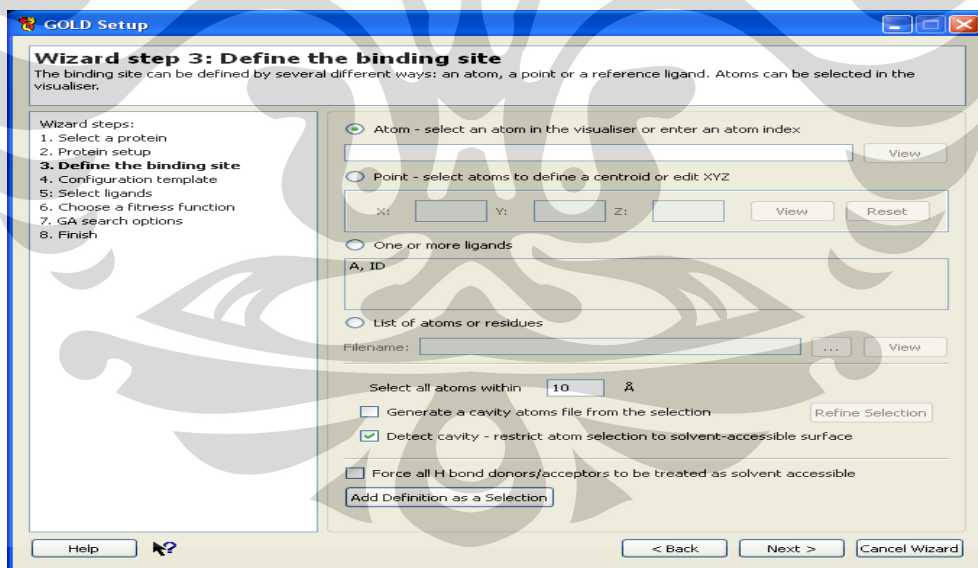 GOLD Setup
Wizard step 3: Define the binding site
The binding site can be defined by several different ways: an atom, a point or a reference ligand. Atoms can be selected in the
visualiser.
Wizard steps:
1. Select a protein
2. Protein setup
3. Define the binding site
4. Configuration template
5: Select ligands
6. Choose a fitness function
7. GA search options
8. Finish
Atom - select an atom in the visualiser or enter an atom index
View
Point - select atoms to define a centroid or edit XYZ
X: Y: Z: View Reset
One or more ligands
A, ID
List of atoms or residues
Filename: ... View
Select all atoms within 10 Å
Generate a cavity atoms file from the selection Refine Selection
Detect cavity - restrict atom selection to solvent-accessible surface
Force all H bond donors/acceptors to be treated as solvent accessible
Add Definition as a Selection
Help ? < Back Next > Cancel Wizard